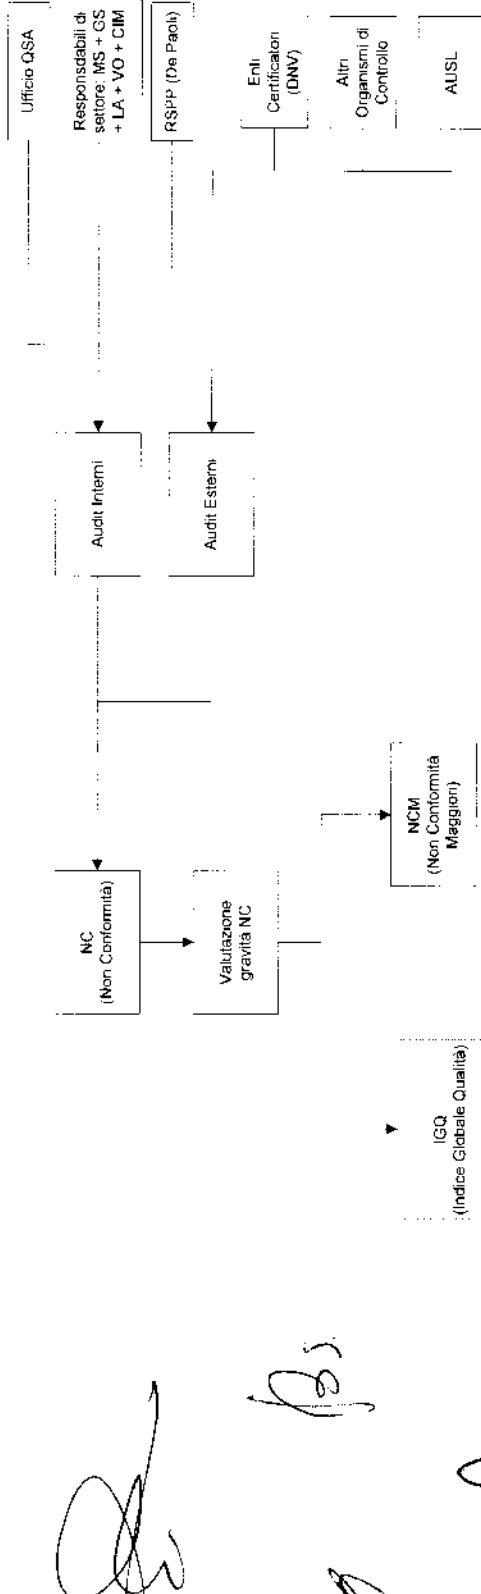 Ufficio QSA
Responsdabili di
settore: MS + GS
+ LA + VO + CIM
RSPP (De Paoli)
Enti
Certificatori
(DNV)
Altri
Organismi di
Controllo
AUSL
Audit Interni
Audit Esterni
NC
(Non Conformità)
Valutazione
gravità NC
NCM
(Non Conformità
Maggiori)
IGQ
(Indice Globale Qualità)